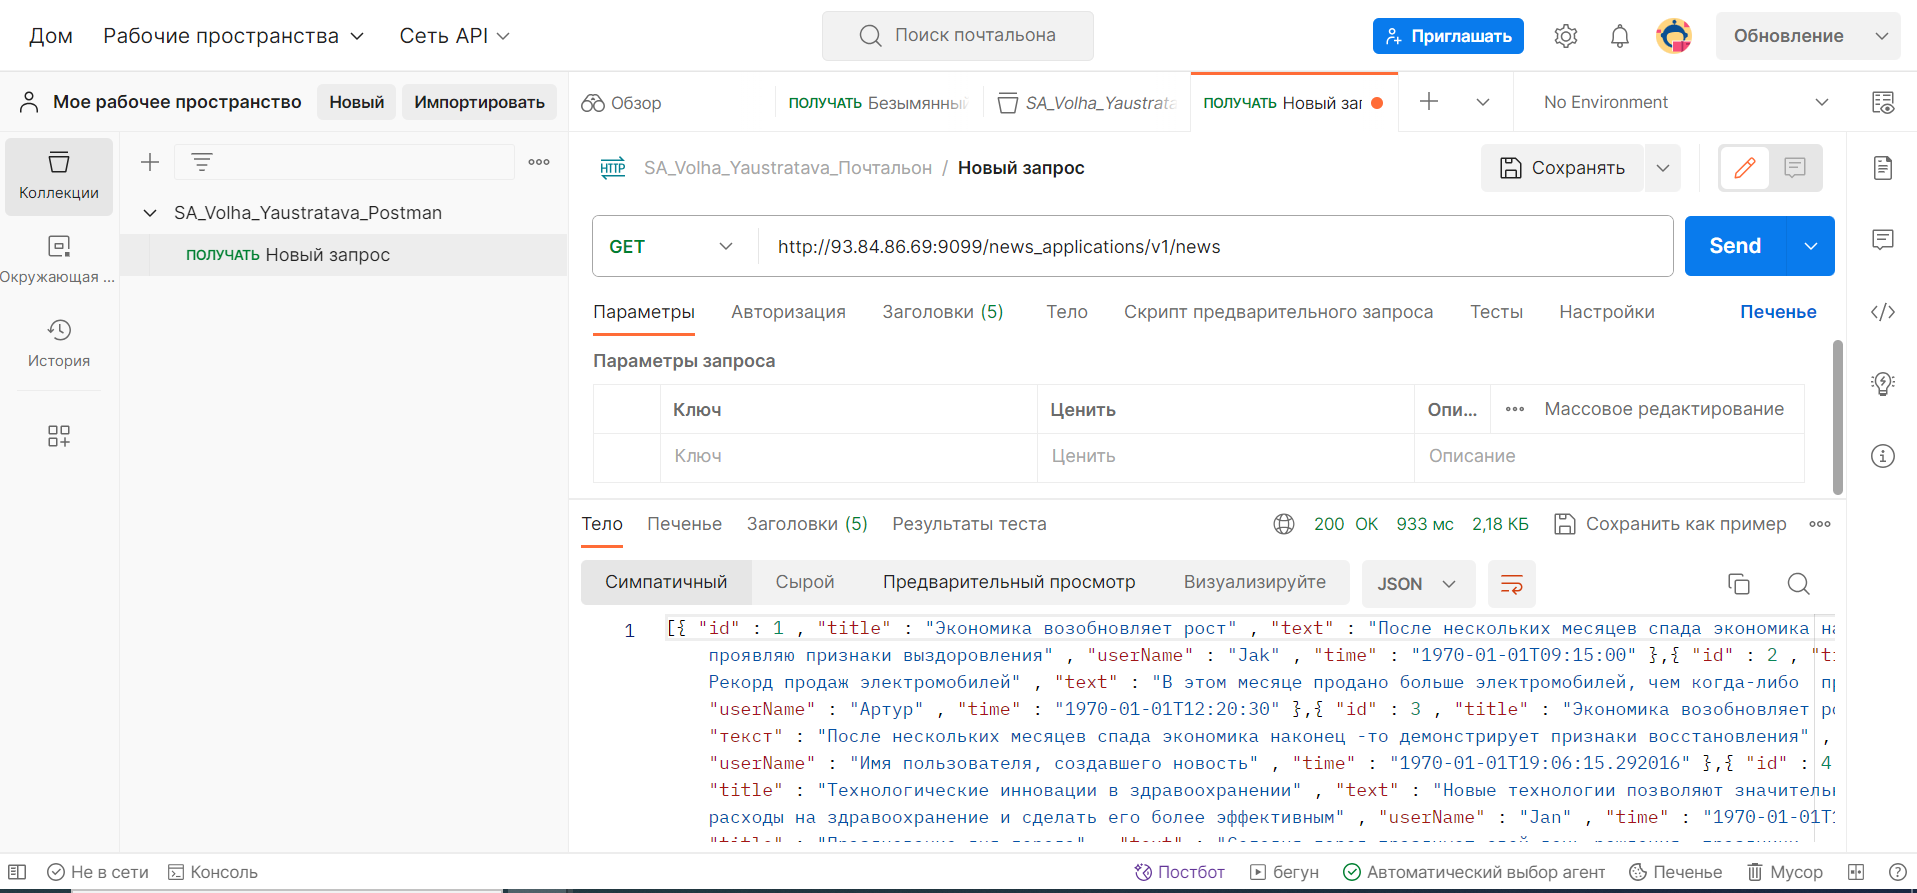 Дом Рабочие пространства Сеть API Поиск почтальона Приглашать Обновление
Мое рабочее пространство Новый Импортировать Обзор ПОЛУЧАТЬ Безымянный SA_Volha_Yaustrata ПОЛУЧАТЬ Новый заг No Environment
Коллекции
Окружающая ...
История
SA_Volha_Yaustratava_Postman
ПОЛУЧАТЬ Новый запрос
HTTP SA_Volha_Yaustratava_Почтальон / Новый запрос Сохранять
GET http://93.84.86.69:9099/news_applications/v1/news Send
Параметры Авторизация Заголовки (5) Тело Скрипт предварительного запроса Тесты Настройки Печенье
Параметры запроса
Ключ Ценить Опи... Массовое редактирование
Ключ Ценить Описание
Тело Печенье Заголовки (5) Результаты теста 200 OK 933 мс 2,18 КБ Сохранить как пример
Симпатичный Сырой Предварительный просмотр Визуализируйте JSON
1 [{ "id" : 1 , "title" : "Экономика возобновляет рост" , "text" : "После нескольких месяцев спада экономика на
проявляю признаки выздоровления" , "userName" : "Jak" , "time" : "1970-01-01T09:15:00" },{ "id" : 2 , "ti
Рекорд продаж электромобилей" , "text" : "В этом месяце продано больше электромобилей, чем когда-либо пр
"userName" : "Артур" , "time" : "1970-01-01T12:20:30" },{ "id" : 3 , "title" : "Экономика возобновляет ро
"текст" : "После нескольких месяцев спада экономика наконец -то демонстрирует признаки восстановления" ,
"userName" : "Имя пользователя, создавшего новость" , "time" : "1970-01-01T19:06:15.292016" },{ "id" : 4
"title" : "Технологические инновации в здравоохранении" , "text" : "Новые технологии позволяют значитель
расходы на здравоохранение и сделать его более эффективным" , "userName" : "Jan" , "time" : "1970-01-01T1
Не в сети Консоль Постбот бегун Автоматический выбор агент Печенье Мусор